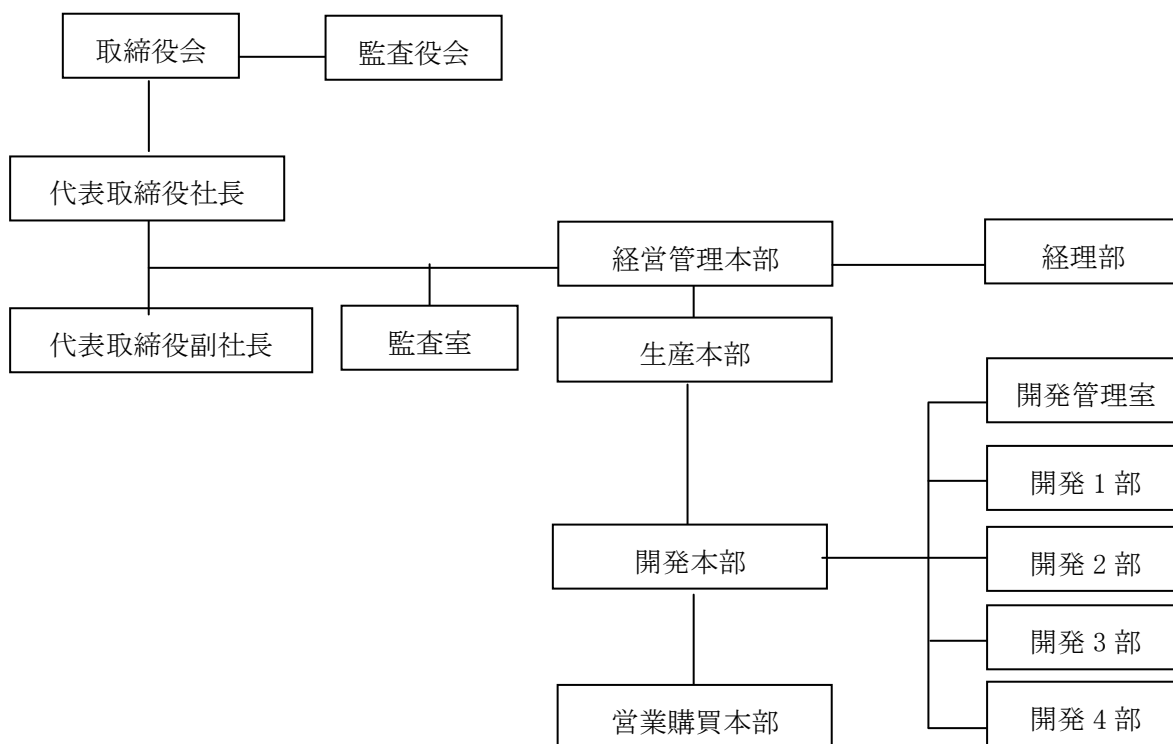 取締役会
監査役会
代表取締役社長
経営管理本部
経理部
代表取締役副社長
監査室
生産本部
開発管理室
開発1部
開発本部
開発2部
開発3部
営業購買本部
開発4部